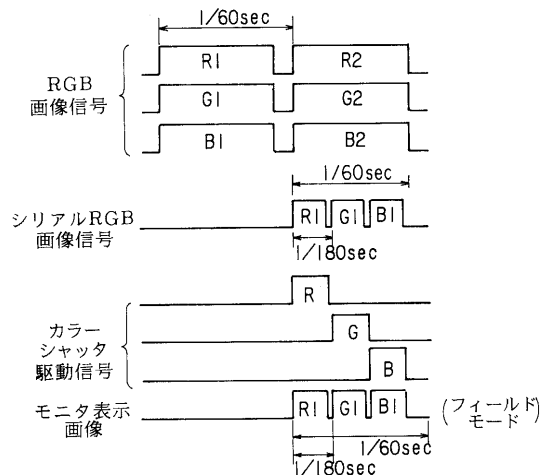 1/60sec
R1 R2
RGB
画像信号
G1 G2
B1 B2
1/60sec
シリアルRGB
画像信号
R1 G1 B1
1/180sec
カラー
シャッタ
駆動信号
R
G
B
モニタ表示
画像
R1 G1 B1
(フィールド
モード)
1/60sec
1/180sec